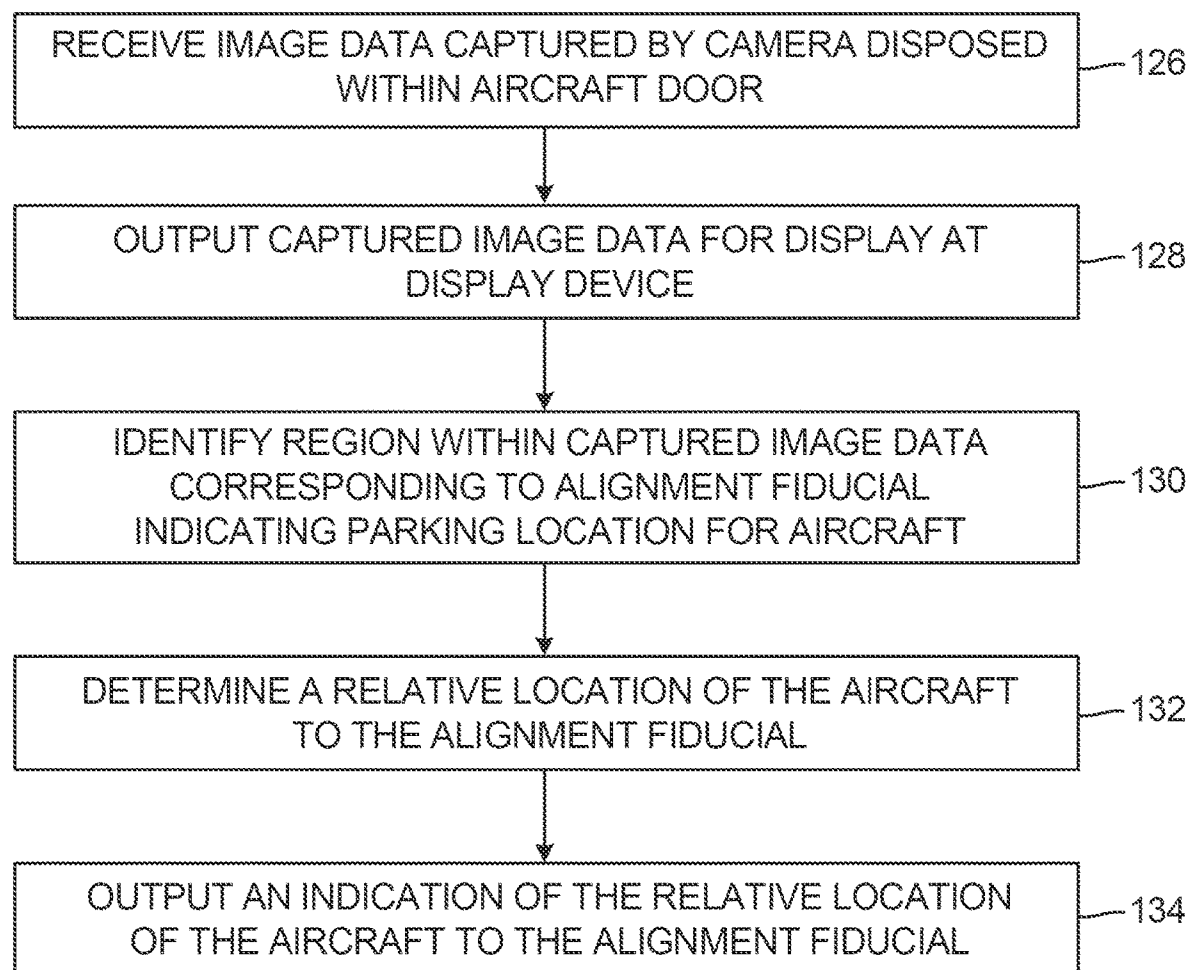 RECEIVE IMAGE DATA CAPTURED BY CAMERA DISPOSED
WITHIN AIRCRAFT DOOR
126
OUTPUT CAPTURED IMAGE DATA FOR DISPLAY AT
DISPLAY DEVICE
128
IDENTIFY REGION WITHIN CAPTURED IMAGE DATA
CORRESPONDING TO ALIGNMENT FIDUCIAL
INDICATING PARKING LOCATION FOR AIRCRAFT
130
DETERMINE A RELATIVE LOCATION OF THE AIRCRAFT
TO THE ALIGNMENT FIDUCIAL
132
OUTPUT AN INDICATION OF THE RELATIVE LOCATION
OF THE AIRCRAFT TO THE ALIGNMENT FIDUCIAL
134